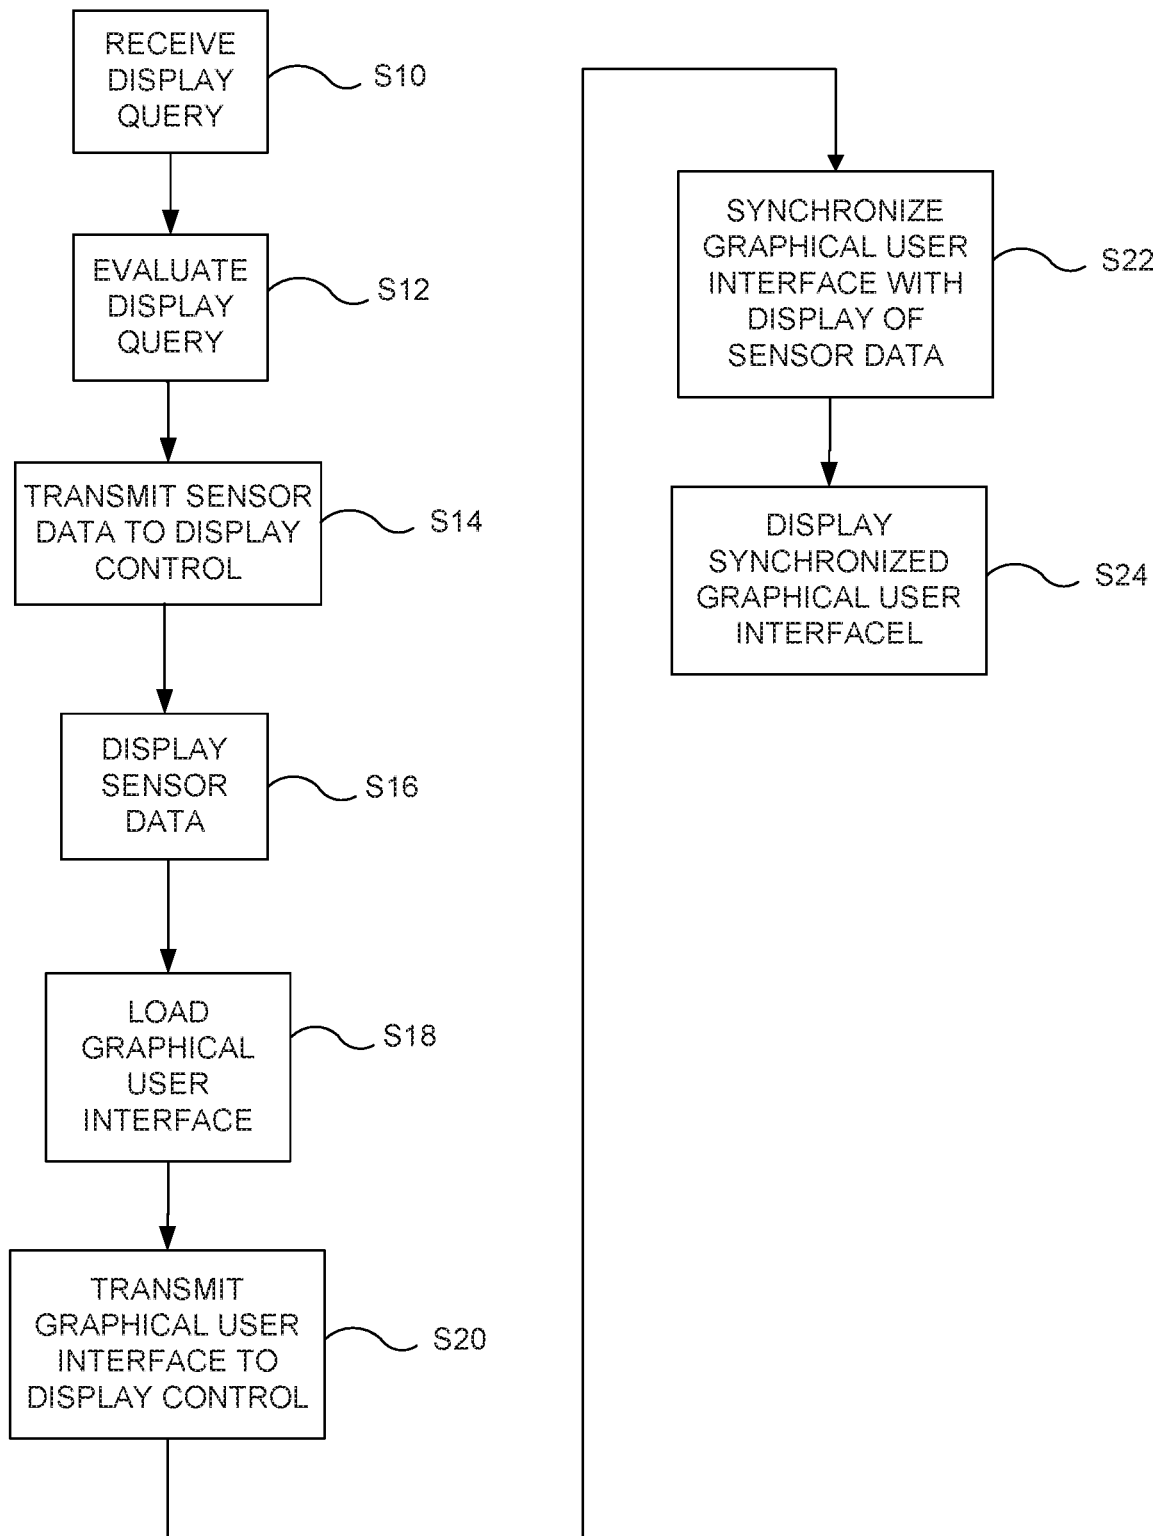 RECEIVE
DISPLAY
QUERY
S10
EVALUATE
DISPLAY
QUERY
S12
TRANSMIT SENSOR
DATA TO DISPLAY
CONTROL
S14
DISPLAY
SENSOR
DATA
S16
LOAD
GRAPHICAL
USER
INTERFACE
S18
TRANSMIT
GRAPHICAL USER
INTERFACE TO
DISPLAY CONTROL
S20
SYNCHRONIZE
GRAPHICAL USER
INTERFACE WITH
DISPLAY OF
SENSOR DATA
S22
DISPLAY
SYNCHRONIZED
GRAPHICAL USER
INTERFACEL
S24